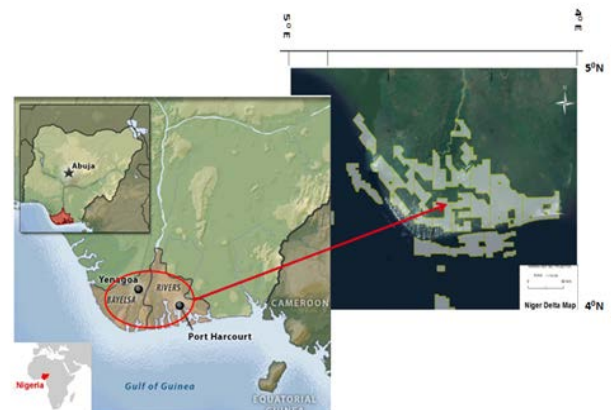 5°E
4°E
5°N
Abuja
Yenagoa
BAYELSA
RIVERS
Port Harcourt
CAMEROON
Niger Delta Map
4°N
Nigeria
Gulf of Guinea
EQUATORIAL